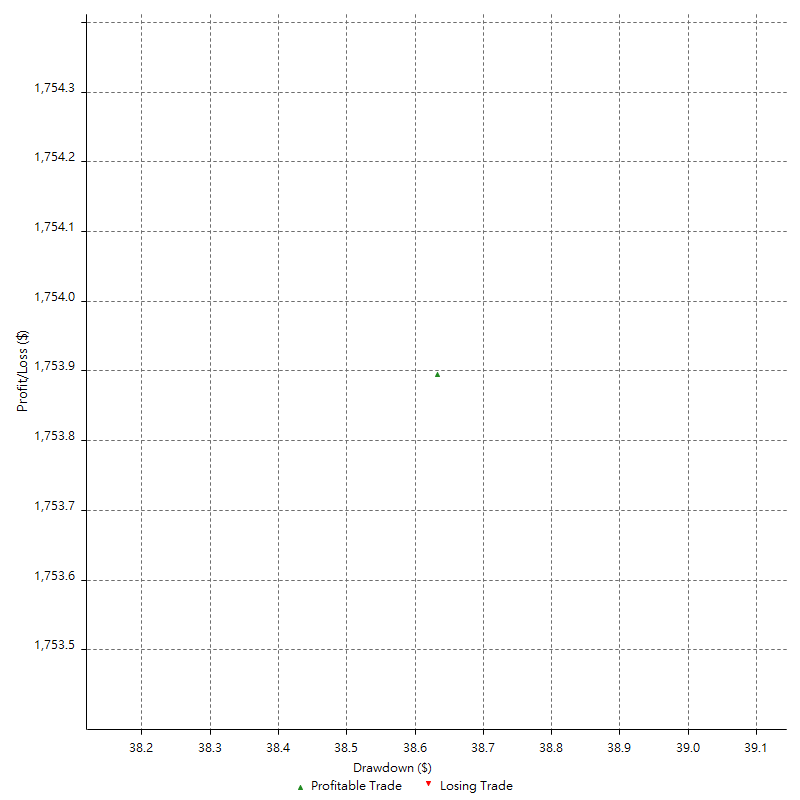 1,754.3
1,754.2
1,754.1
1,754.0
1,753.9
1,753.8
1,753.7
1,753.6
1,753.5
Profit/Loss ($)
38.2 38.3 38.4 38.5 38.6 38.7 38.8 38.9 39.0 39.1
Drawdown ($)
Profitable Trade Losing Trade